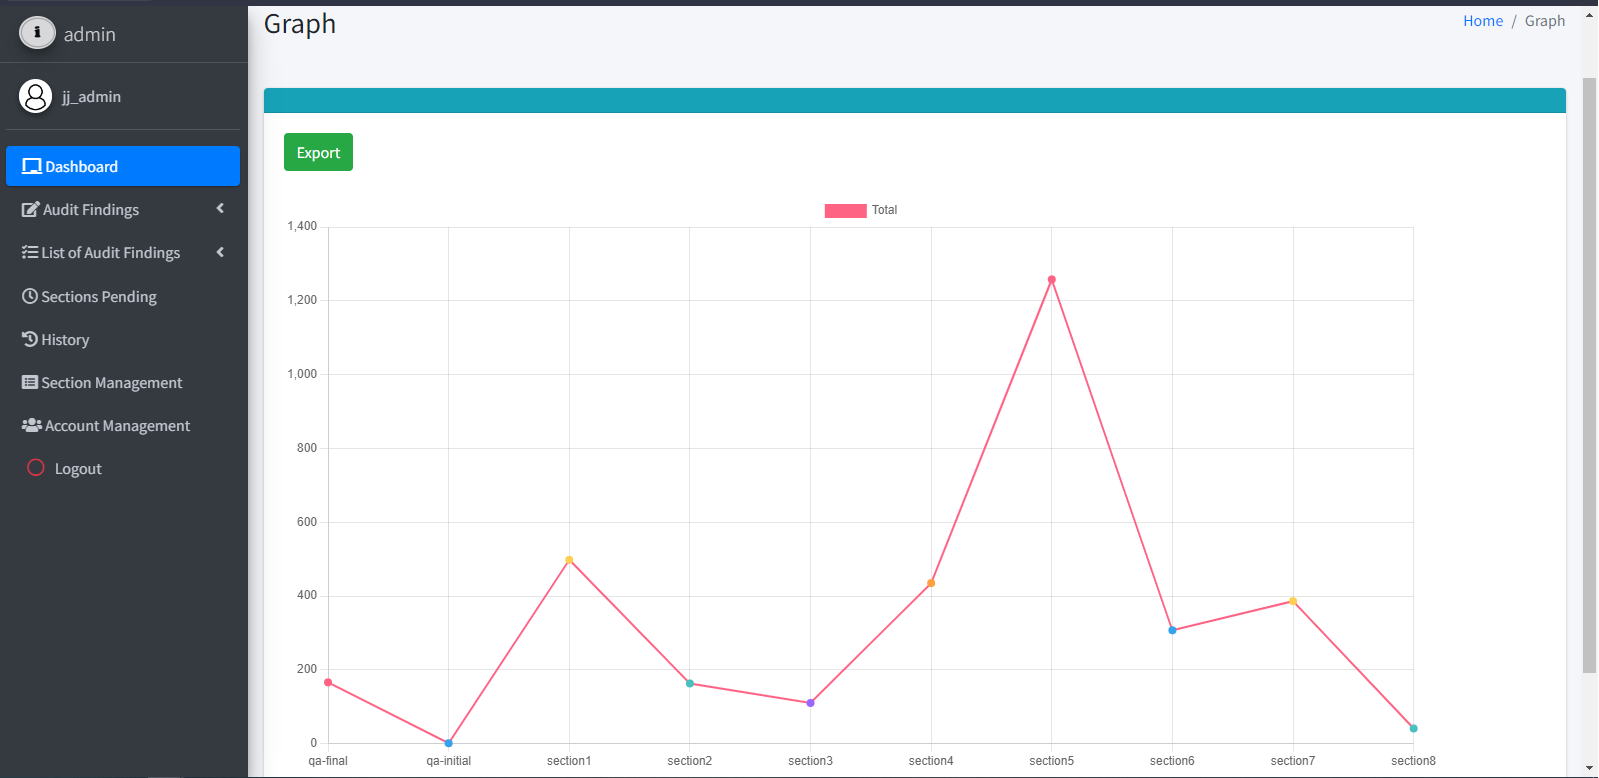 admin
jj_admin
Dashboard
Audit Findings
List of Audit Findings
Sections Pending
History
Section Management
Account Management
Logout
Graph
Home / Graph
Export
Total
1,400
1,200
1,000
800
600
400
200
0
qa-final qa-initial section1 section2 section3 section4 section5 section6 section7 section8